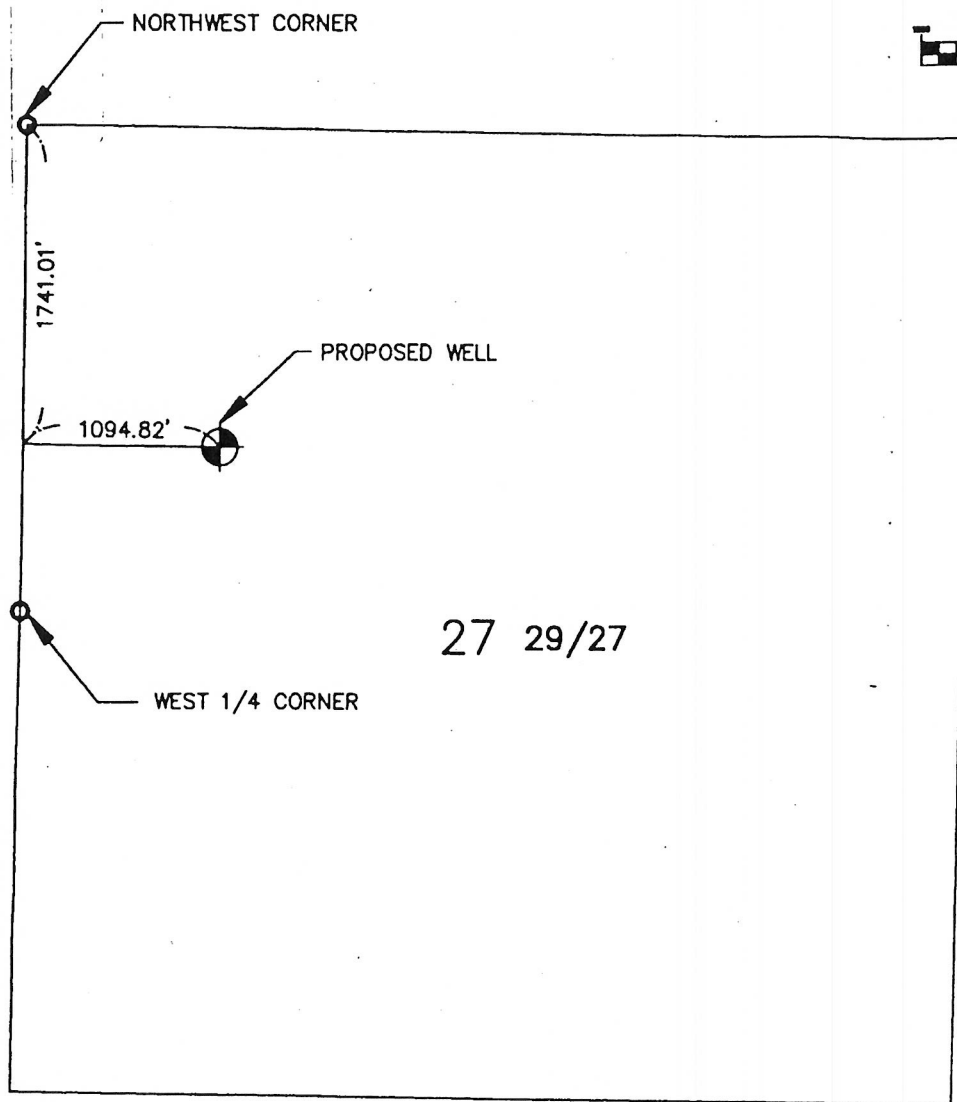 NORTHWEST CORNER
1741.01'
PROPOSED WELL
1094.82'
27 29/27
WEST 1/4 CORNER